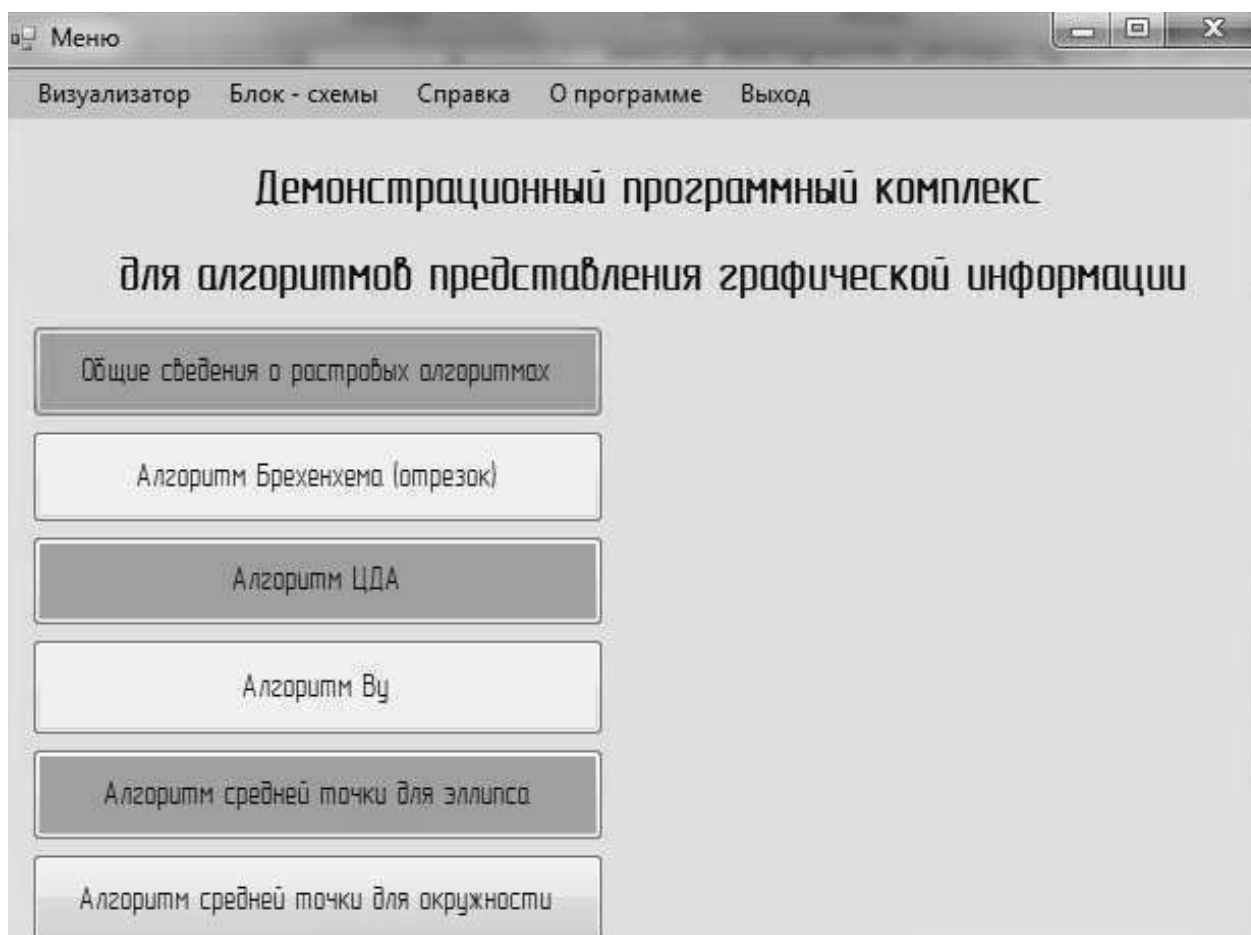 Меню
Визуализатор Блок - схемы Справка О программе Выход
Демонстрационный программный комплекс
для алгоритмов представления графической информации
Общие сведения о растровых алгоритмах
Алгоритм Брехенхема (отрезок)
Алгоритм ЦДА
Алгоритм Ву
Алгоритм средней точки для эллипса
Алгоритм средней точки для окружности